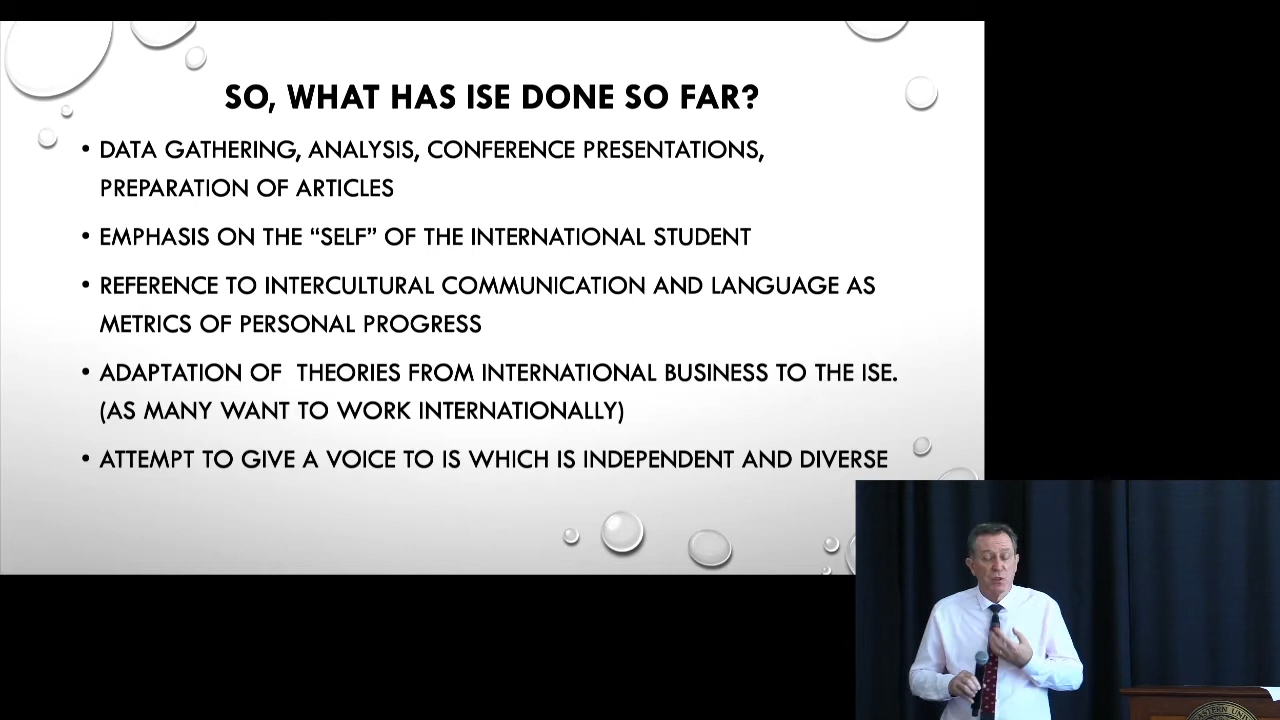 SO, WHAT HAS ISE DONE SO FAR?
• DATA GATHERING, ANALYSIS, CONFERENCE PRESENTATIONS,
PREPARATION OF ARTICLES
• EMPHASIS ON THE “SELF” OF THE INTERNATIONAL STUDENT
• REFERENCE TO INTERCULTURAL COMMUNICATION AND LANGUAGE AS
METRICS OF PERSONAL PROGRESS
• ADAPTATION OF  THEORIES FROM INTERNATIONAL BUSINESS TO THE ISE.
(AS MANY WANT TO WORK INTERNATIONALLY)
• ATTEMPT TO GIVE A VOICE TO IS WHICH IS INDEPENDENT AND DIVERSE